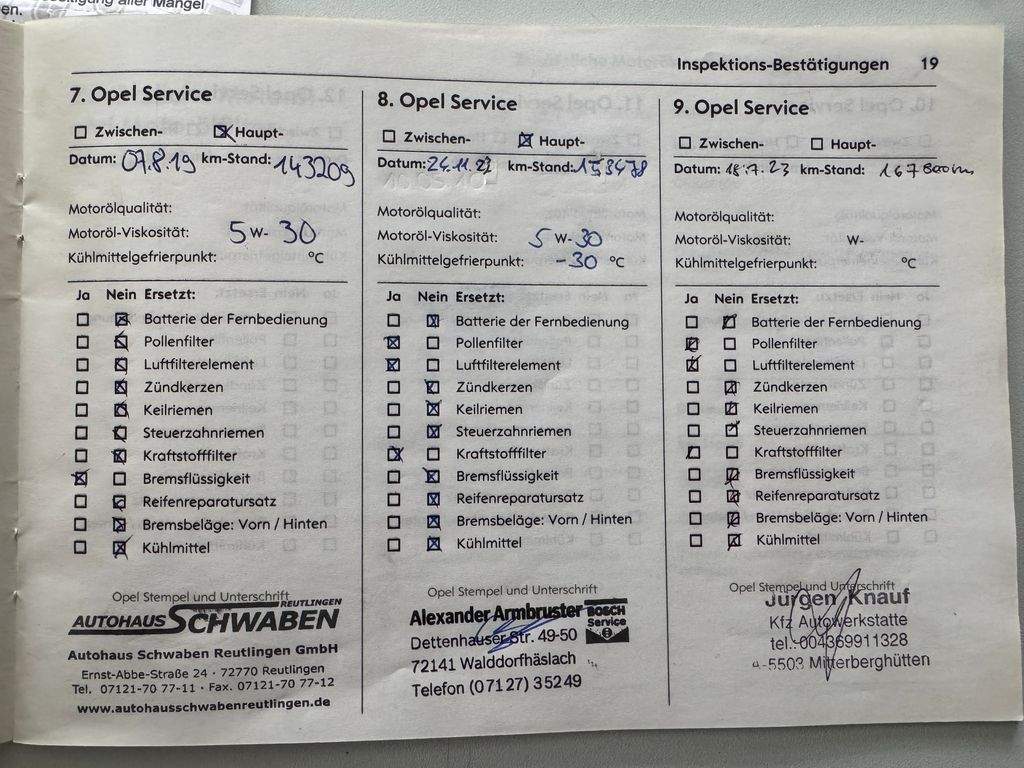 en.
aller Mängel
Inspektions-Bestätigungen 19
7. Opel Service
Zwischen- Haupt-
Datum: 07.8.19 km-Stand: 143209
Motorölqualität:
Motoröl-Viskosität: 5 W- 30
Kühlmittelgefrierpunkt: °C
Ja Nein Ersetzt:
Batterie der Fernbedienung
Pollenfilter
Luftfilterelement
Zündkerzen
Keilriemen
Steuerzahnriemen
Kraftstofffilter
Bremsflüssigkeit
Reifenreparatursatz
Bremsbeläge: Vorn / Hinten
Kühlmittel
Opel Stempel und Unterschrift
REUTLINGEN
AUTOHAUS SCHWABEN
Autohaus Schwaben Reutlingen GmbH
Ernst-Abbe-Straße 24 · 72770 Reutlingen
Tel. 07121-70 77-11 · Fax. 07121-70 77-12
www.autohausschwabenreutlingen.de
8. Opel Service
Zwischen- Haupt-
Datum: km-Stand:
Motorölqualität:
Motoröl-Viskosität: 5 W- 30
Kühlmittelgefrierpunkt: -30 °C
Ja Nein Ersetzt:
Batterie der Fernbedienung
Pollenfilter
Luftfilterelement
Zündkerzen
Keilriemen
Steuerzahnriemen
Kraftstofffilter
Bremsflüssigkeit
Reifenreparatursatz
Bremsbeläge: Vorn / Hinten
Kühlmittel
Opel Stempel und Unterschrift
Alexander Armbruster BOSCH
Service
Dettenhauser Str. 49-50
72141 Walddorfhäslach
Telefon (07127) 35249
9. Opel Service
Zwischen- Haupt-
Datum: 18.7.23 km-Stand: 167800km
Motorölqualität:
Motoröl-Viskosität: W-
Kühlmittelgefrierpunkt: °C
Ja Nein Ersetzt:
Batterie der Fernbedienung
Pollenfilter
Luftfilterelement
Zündkerzen
Keilriemen
Steuerzahnriemen
Kraftstofffilter
Bremsflüssigkeit
Reifenreparatursatz
Bremsbeläge: Vorn / Hinten
Kühlmittel
Opel Stempel und Unterschrift
Jürgen Knauf
Kfz Autowerkstatte
tel.:004369911328
A-5503 Mitterberghütten